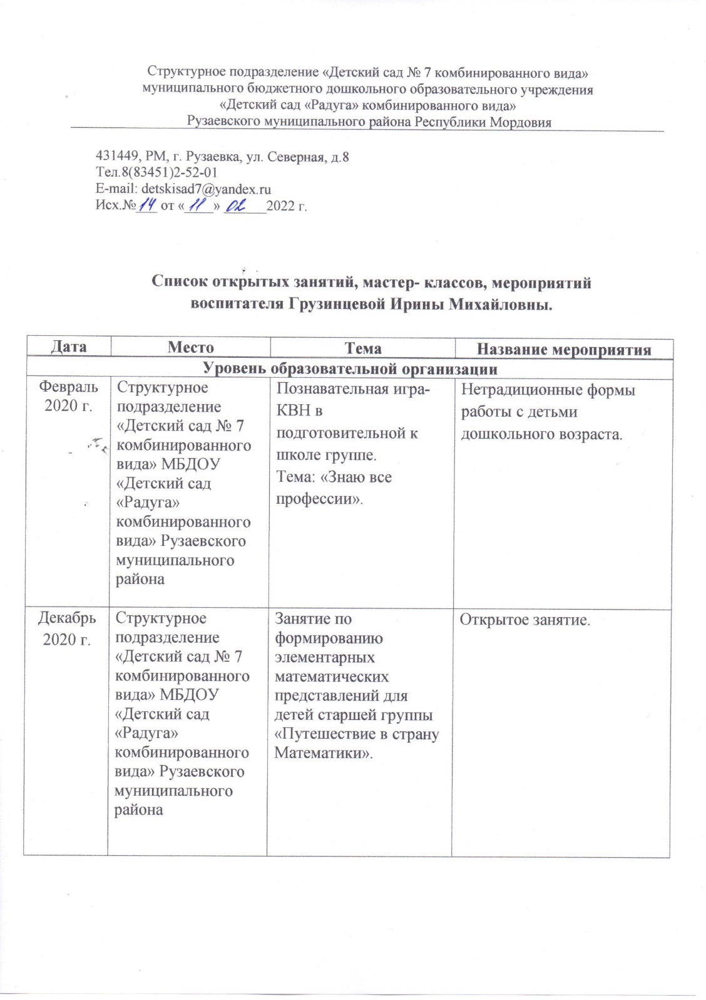 Структурное подразделение «Детский сад № 7 комбинированного вида»
муниципального бюджетного дошкольного образовательного учреждения
«Детский сад «Радуга» комбинированного вида»
Рузаевского муниципального района Республики Мордовия
431449, РМ, г. Рузаевка, ул. Северная, д.8
Тел.8(83451)2-52-01
E-mail: detskisad7@yandex.ru
Исх.№ 14 от « 11 » 02 2022 г.
Список открытых занятий, мастер- классов, мероприятий
воспитателя Грузинцевой Ирины Михайловны.
Дата Место Тема Название мероприятия
Уровень образовательной организации
Февраль
2020 г.
Структурное
подразделение
«Детский сад № 7
комбинированного
вида» МБДОУ
«Детский сад
«Радуга»
комбинированного
вида» Рузаевского
муниципального
района
Познавательная игра-
КВН в
подготовительной к
школе группе.
Тема: «Знаю все
профессии».
Нетрадиционные формы
работы с детьми
дошкольного возраста.
Декабрь
2020 г.
Структурное
подразделение
«Детский сад № 7
комбинированного
вида» МБДОУ
«Детский сад
«Радуга»
комбинированного
вида» Рузаевского
муниципального
района
Занятие по
формированию
элементарных
математических
представлений для
детей старшей группы
«Путешествие в страну
Математики».
Открытое занятие.